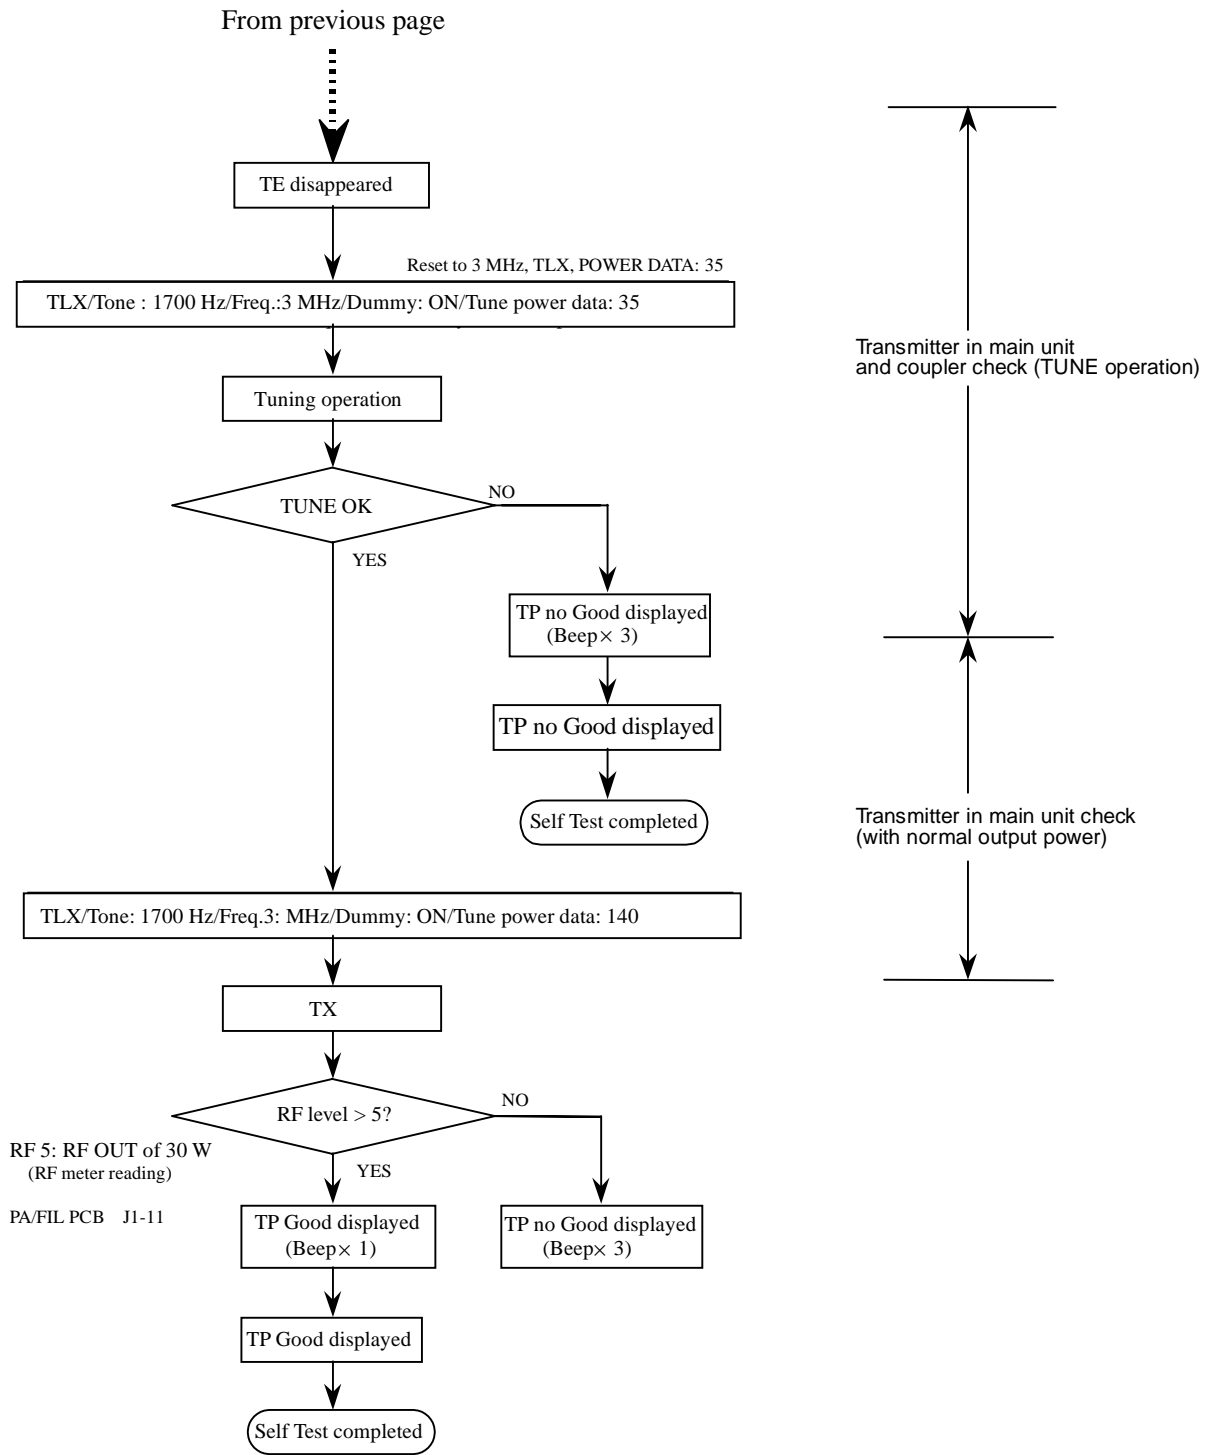 From previous page
TE disappeared
Reset to 3 MHz, TLX, POWER DATA: 35
TLX/Tone : 1700 Hz/Freq.:3 MHz/Dummy: ON/Tune power data: 35
Transmitter in main unit
and coupler check (TUNE operation)
Tuning operation
TUNE OK
NO
YES
TP no Good displayed
(Beep× 3)
TP no Good displayed
Self Test completed
Transmitter in main unit check
(with normal output power)
TLX/Tone: 1700 Hz/Freq.3: MHz/Dummy: ON/Tune power data: 140
TX
RF level > 5?
NO
YES
RF 5: RF OUT of 30 W
(RF meter reading)
PA/FIL PCB J1-11
TP Good displayed
(Beep× 1)
TP no Good displayed
(Beep× 3)
TP Good displayed
Self Test completed